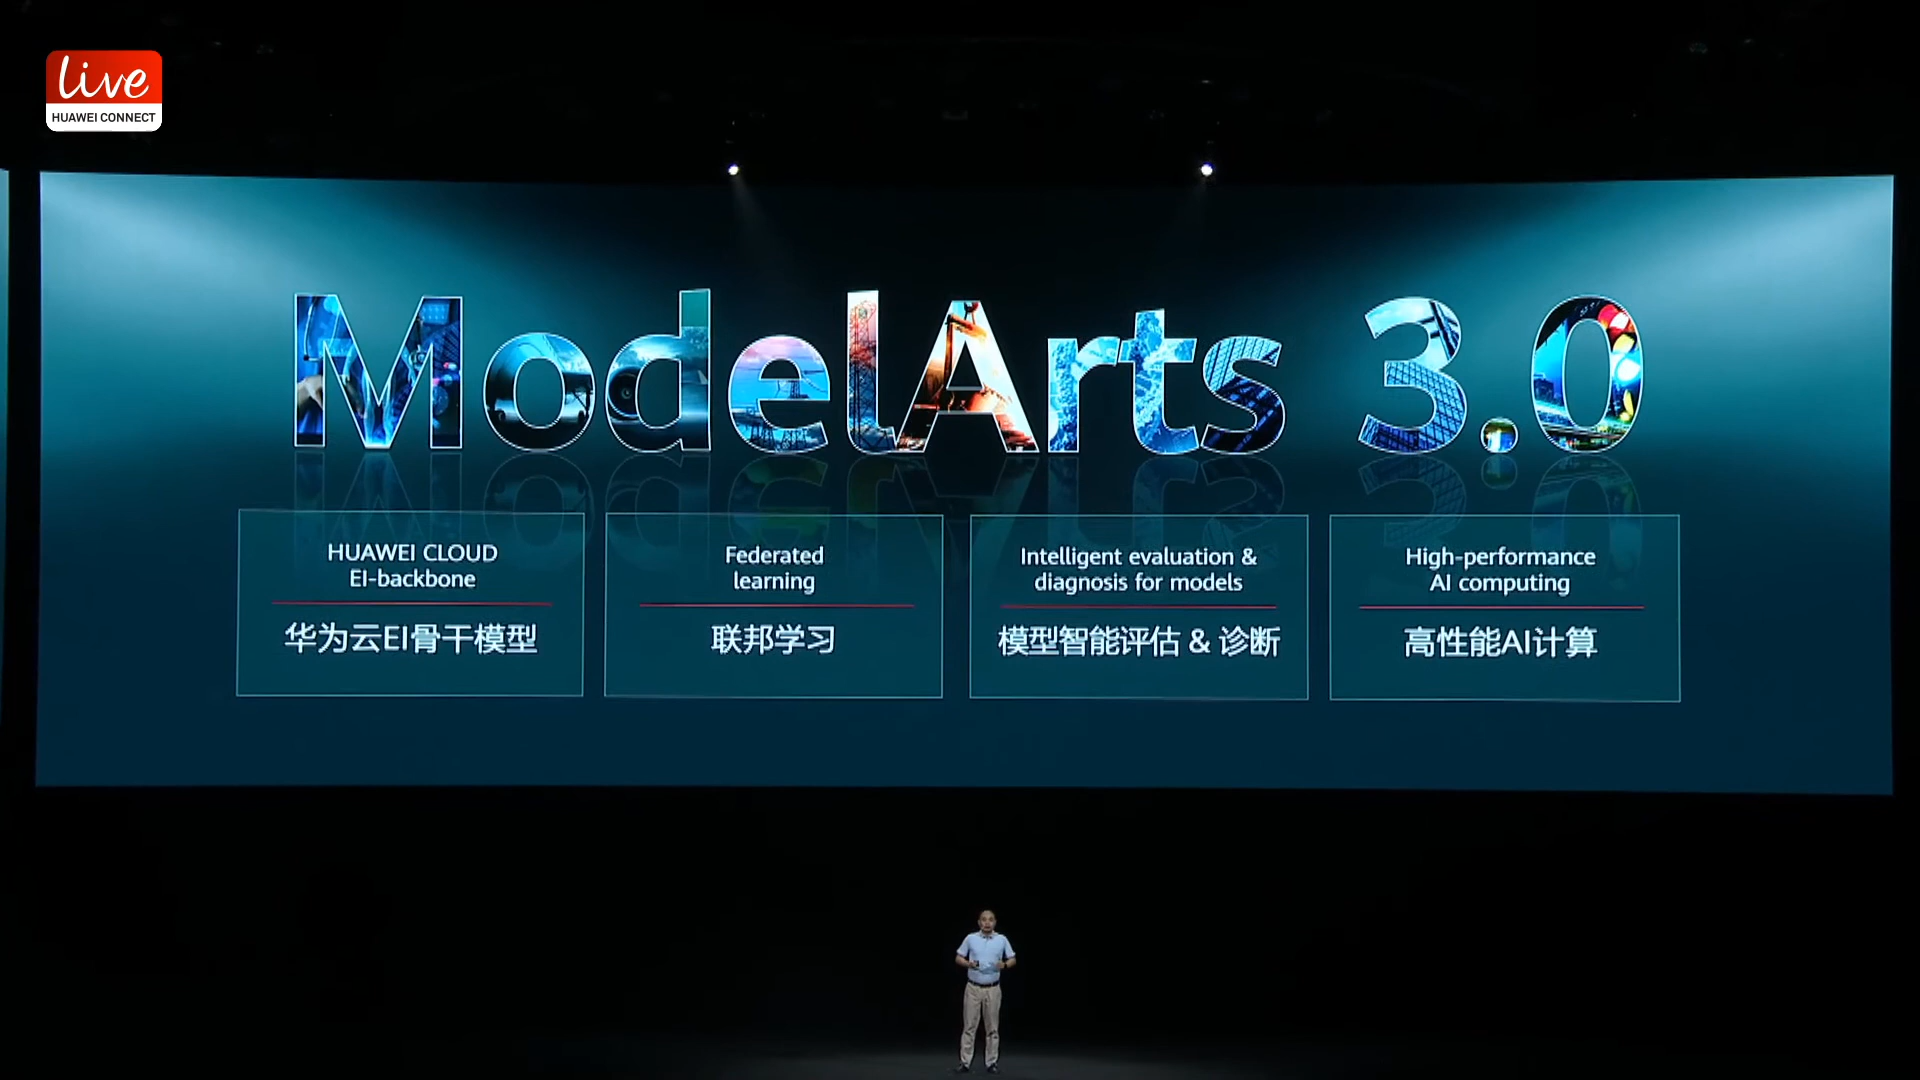 live
HUAWEI CONNECT
ModelArts 3.0
HUAWEI CLOUD
EI-backbone
华为云EI骨干模型
Federated
learning
联邦学习
Intelligent evaluation &
diagnosis for models
模型智能评估 & 诊断
High-performance
AI computing
高性能AI计算